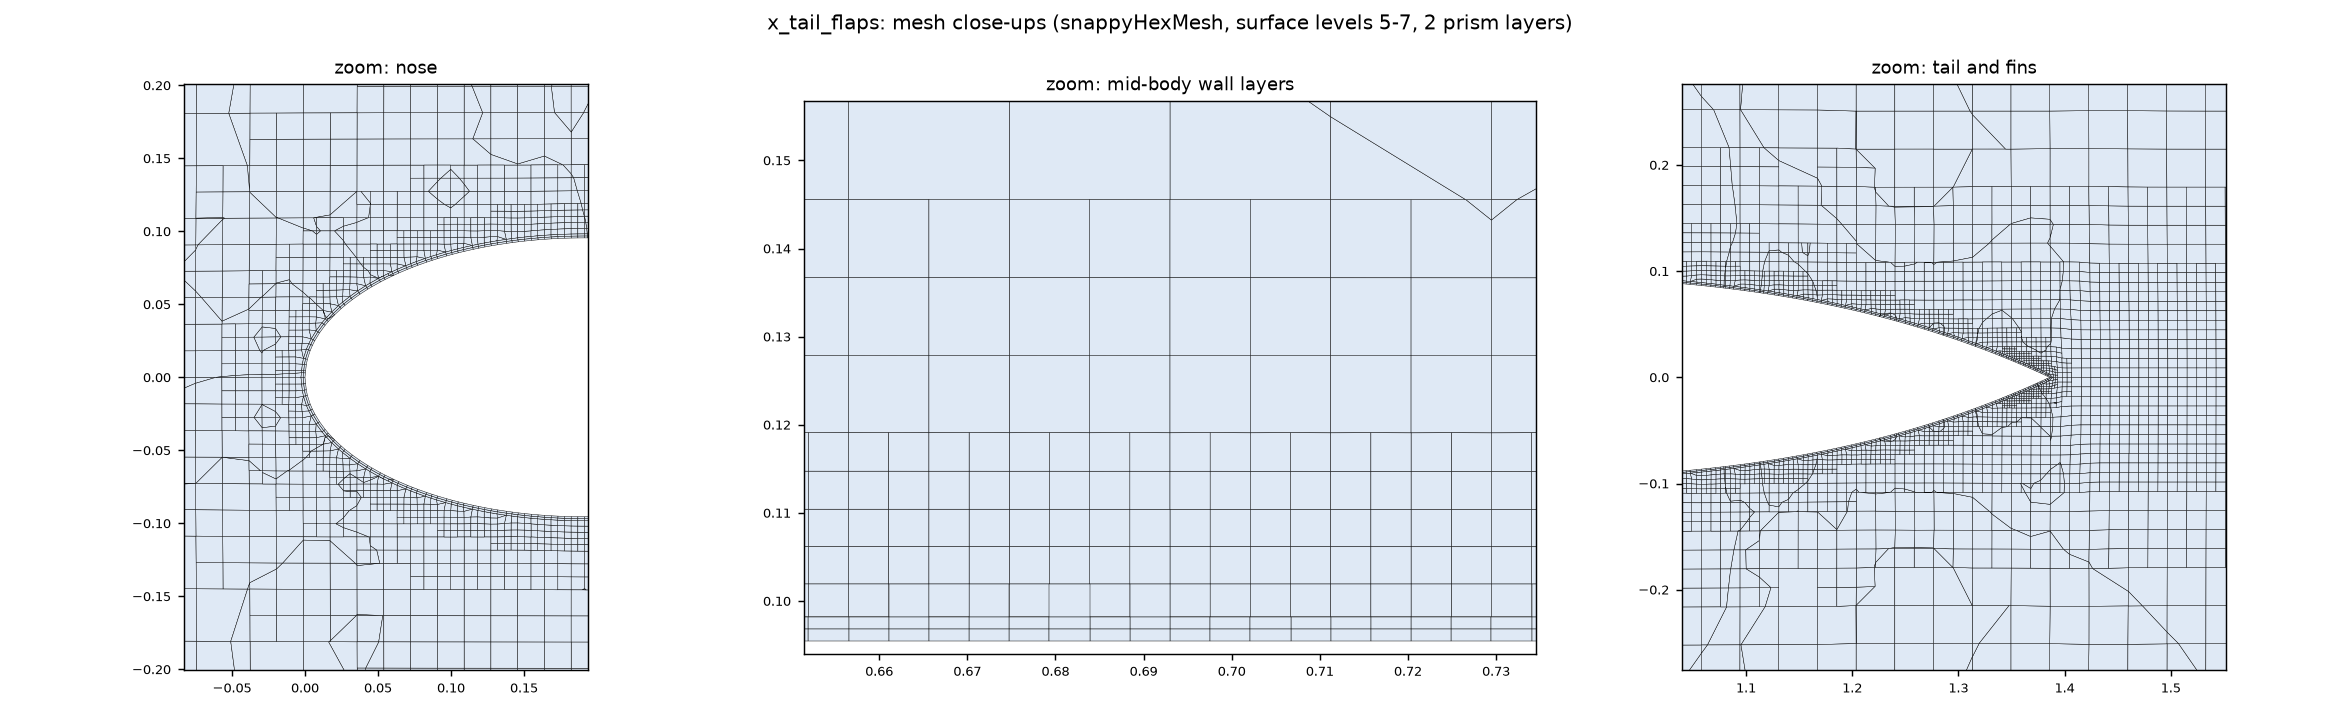 x_tail_flaps: mesh close-ups (snappyHexMesh, surface levels 5-7, 2 prism layers)
zoom: nose
0.20
0.15
0.10
0.05
0.00
−0.05
−0.10
−0.15
−0.20
−0.05 0.00 0.05 0.10 0.15
zoom: mid-body wall layers
0.15
0.14
0.13
0.12
0.11
0.10
0.66 0.67 0.68 0.69 0.70 0.71 0.72 0.73
zoom: tail and fins
0.2
0.1
0.0
−0.1
−0.2
1.1 1.2 1.3 1.4 1.5